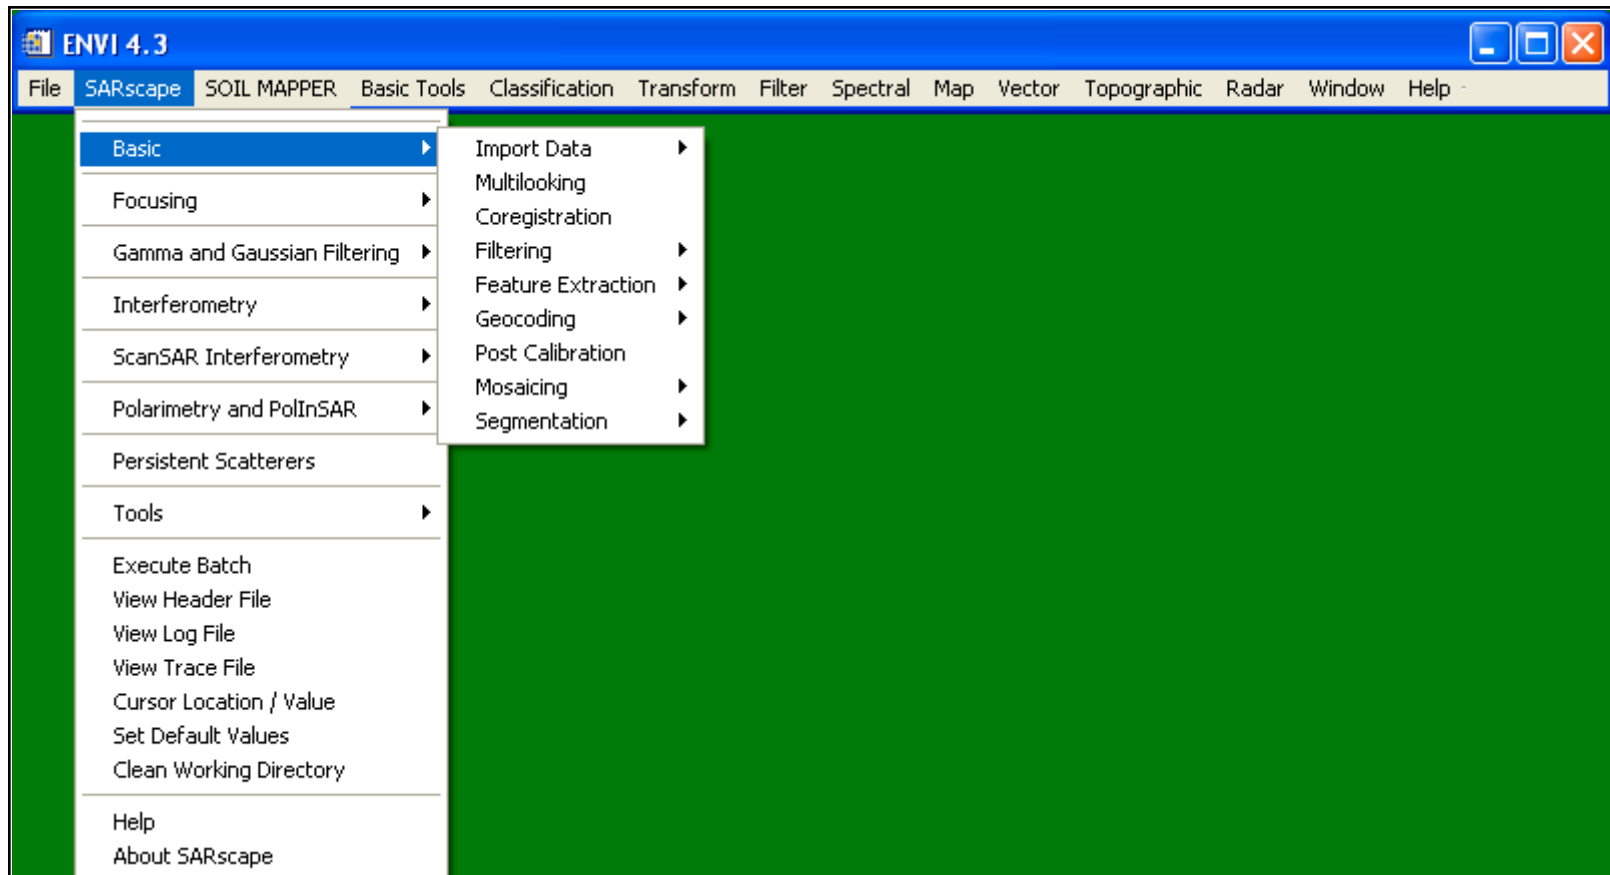 ENVI 4.3
File SARscape SOIL MAPPER Basic Tools Classification Transform Filter Spectral Map Vector Topographic Radar Window Help
Basic
Focusing
Gamma and Gaussian Filtering
Interferometry
ScanSAR Interferometry
Polarimetry and PolInSAR
Persistent Scatterers
Tools
Execute Batch
View Header File
View Log File
View Trace File
Cursor Location / Value
Set Default Values
Clean Working Directory
Help
About SARscape
Import Data
Multilooking
Coregistration
Filtering
Feature Extraction
Geocoding
Post Calibration
Mosaicing
Segmentation